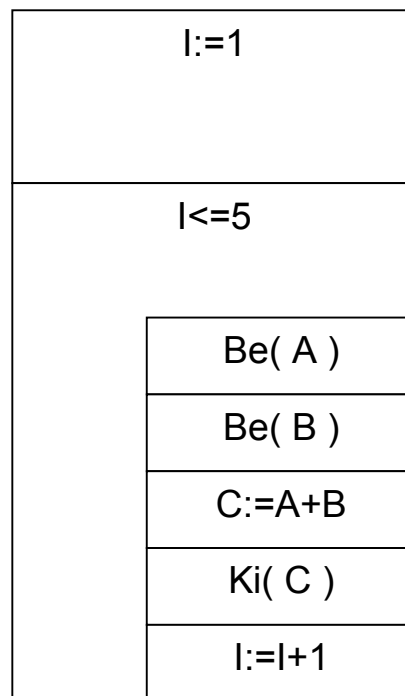 I:=1
I<=5
Be( A )
Be( B )
C:=A+B
Ki( C )
I:=I+1